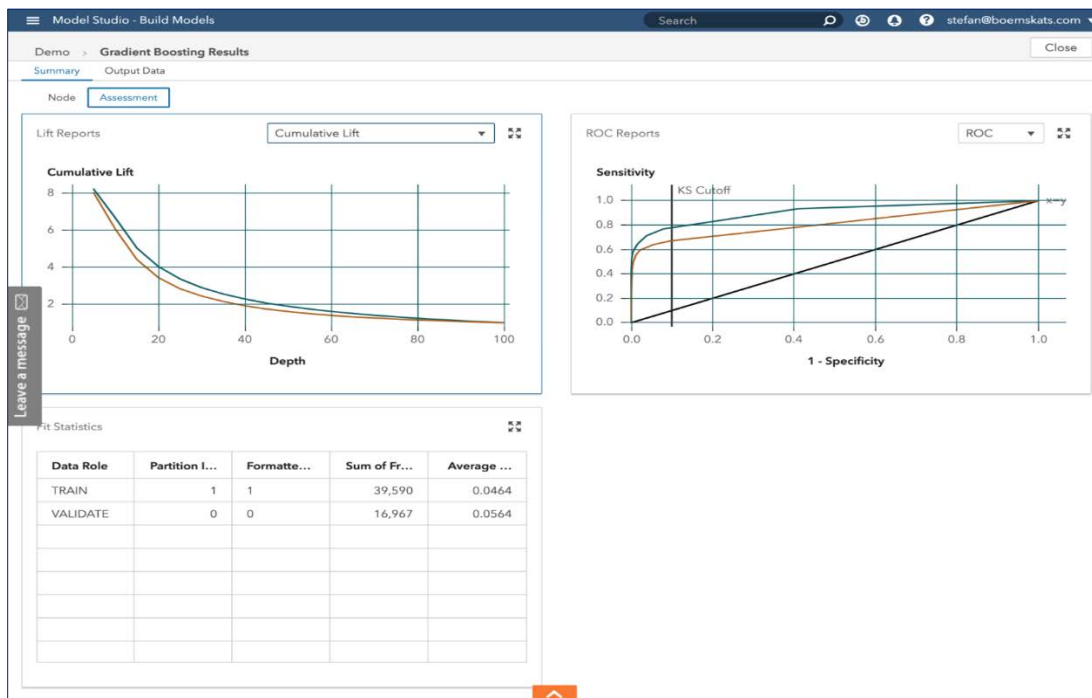 Model Studio - Build Models
Search
stefan@boemskats.com
Demo > Gradient Boosting Results
Close
Summary Output Data
Node Assessment
Lift Reports
Cumulative Lift
Cumulative Lift
8
6
4
2
0 20 40 60 80 100
Depth
ROC Reports
ROC
Sensitivity
KS Cutoff
1.0
x=y
0.8
0.6
0.4
0.2
0.0
0.0 0.2 0.4 0.6 0.8 1.0
1 - Specificity
Leave a message
Fit Statistics
Data Role Partition I... Formatte... Sum of Fr... Average ...
TRAIN 1 1 39,590 0.0464
VALIDATE 0 0 16,967 0.0564